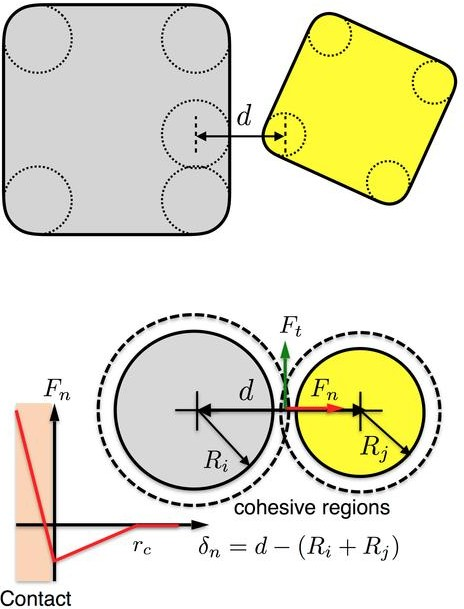 d
F_t
F_n
d
F_n
R_i
R_j
cohesive regions
r_c
δ_n = d − (R_i + R_j)
Contact